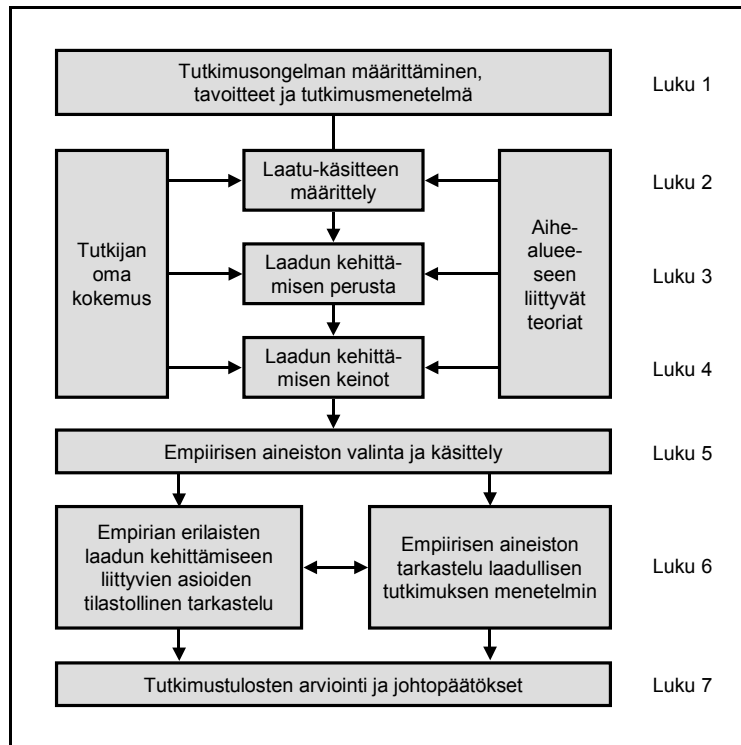 Tutkimusongelman määrittäminen,
tavoitteet ja tutkimusmenetelmä
Luku 1
Laatu-käsitteen
määrittely
Luku 2
Tutkijan
oma
kokemus
Laadun kehittä-
misen perusta
Aihe-
aluee-
seen
liittyvät
teoriat
Luku 3
Laadun kehittä-
misen keinot
Luku 4
Empiirisen aineiston valinta ja käsittely
Luku 5
Empirian erilaisten
laadun kehittämiseen
liittyvien asioiden
tilastollinen tarkastelu
Empiirisen aineiston
tarkastelu laadullisen
tutkimuksen menetelmin
Luku 6
Tutkimustulosten arviointi ja johtopäätökset
Luku 7